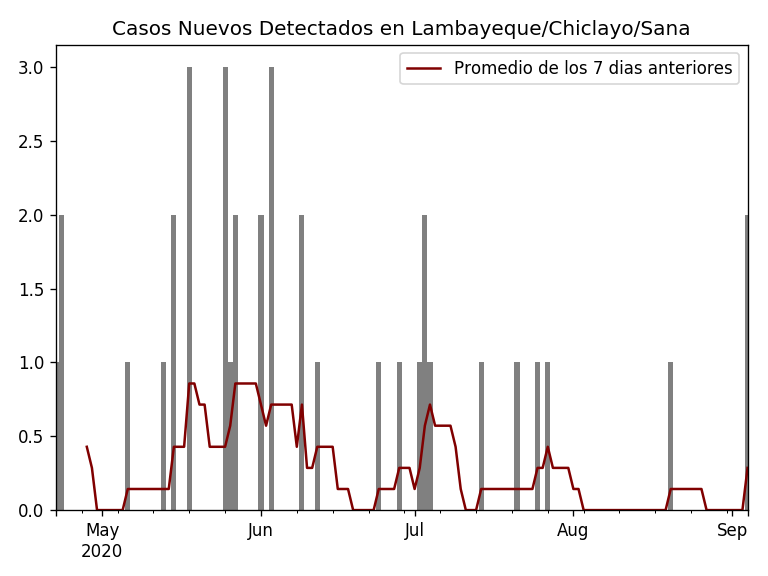 Casos Nuevos Detectados en Lambayeque/Chiclayo/Sana
Promedio de los 7 dias anteriores
3.0
2.5
2.0
1.5
1.0
0.5
0.0
May Jun Jul Aug Sep
2020